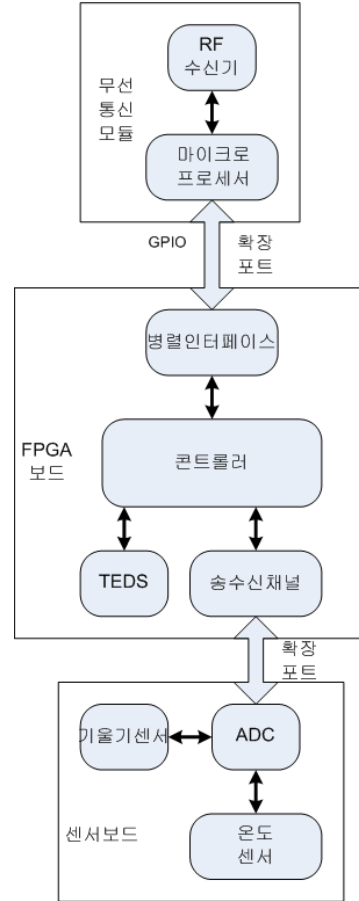 RF
수신기
무선
통신
모듈
마이크로
프로세서
GPIO
확장
포트
병렬인터페이스
FPGA
보드
콘트롤러
TEDS
송수신채널
확장
포트
기울기센서
ADC
센서보드
온도
센서